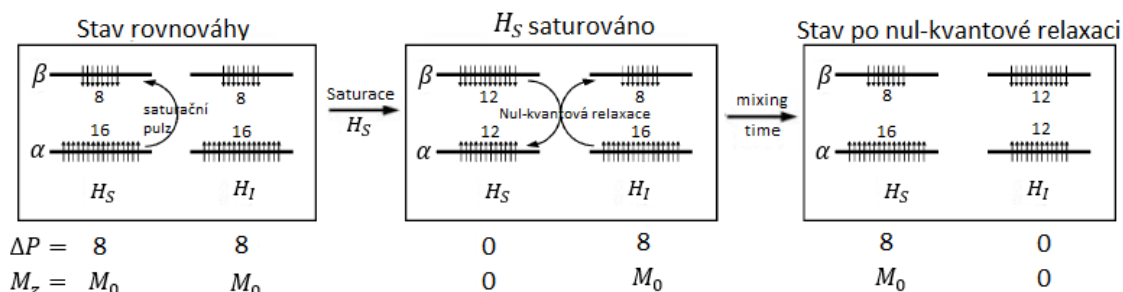 Stav rovnováhy
H_S saturováno
Stav po nul-kvantové relaxaci
β 8 8
saturační
pulz
α 16 16
H_S H_I
Saturace
H_S
β 12 8
Nul-kvantová relaxace
α 12 16
H_S H_I
mixing
time
β 8 12
α 16 12
H_S H_I
ΔP = 8 8 0 8 8 0
M_z = M_0 M_0 0 M_0 M_0 0